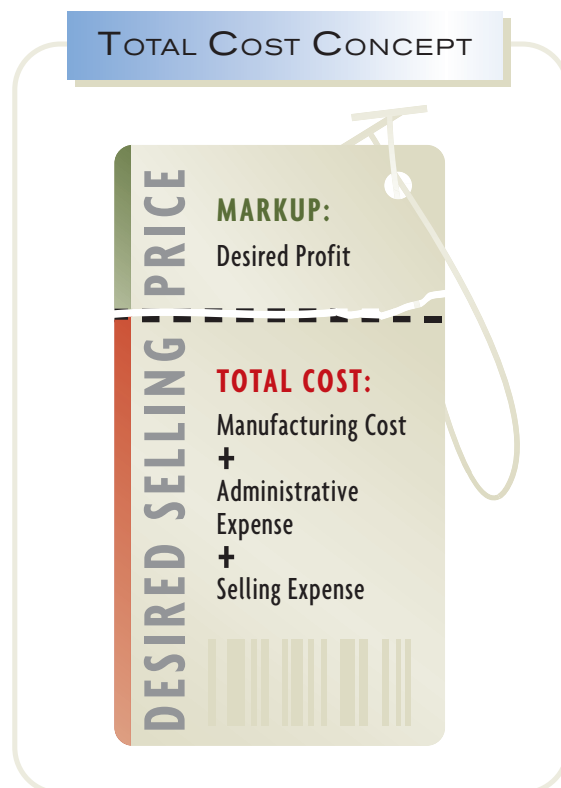 TOTAL COST CONCEPT
DESIRED SELLING PRICE
MARKUP:
Desired Profit
TOTAL COST:
Manufacturing Cost
+
Administrative
Expense
+
Selling Expense